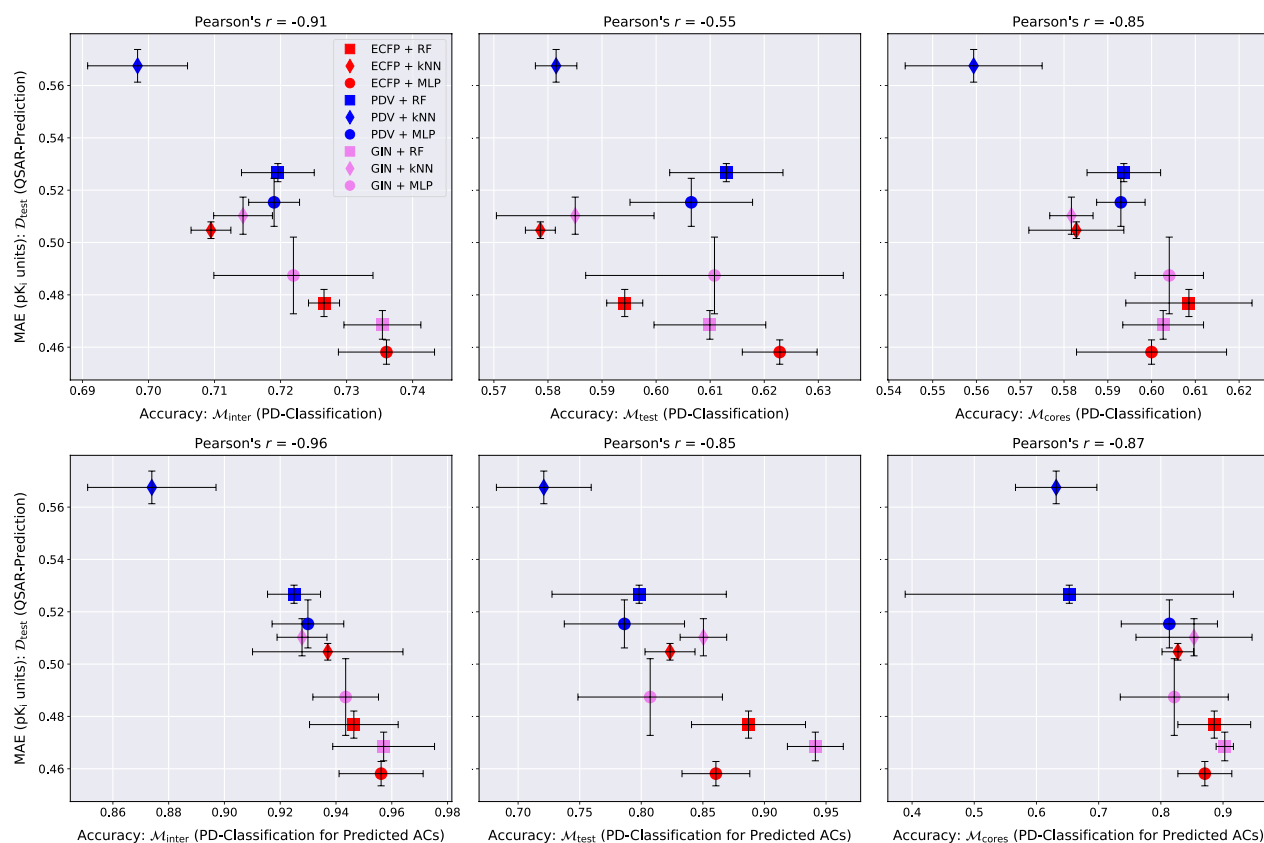 Pearson's r = -0.91
Pearson's r = -0.55
Pearson's r = -0.85
MAE (pKᵢ units): 𝒟test (QSAR-Prediction)
0.56
0.54
0.52
0.50
0.48
0.46
ECFP + RF
ECFP + kNN
ECFP + MLP
PDV + RF
PDV + kNN
PDV + MLP
GIN + RF
GIN + kNN
GIN + MLP
0.69 0.70 0.71 0.72 0.73 0.74
0.57 0.58 0.59 0.60 0.61 0.62 0.63
0.54 0.55 0.56 0.57 0.58 0.59 0.60 0.61 0.62
Accuracy: ℳinter (PD-Classification)
Accuracy: ℳtest (PD-Classification)
Accuracy: ℳcores (PD-Classification)
Pearson's r = -0.96
Pearson's r = -0.85
Pearson's r = -0.87
MAE (pKᵢ units): 𝒟test (QSAR-Prediction)
0.56
0.54
0.52
0.50
0.48
0.46
0.86 0.88 0.90 0.92 0.94 0.96 0.98
0.70 0.75 0.80 0.85 0.90 0.95
0.4 0.5 0.6 0.7 0.8 0.9
Accuracy: ℳinter (PD-Classification for Predicted ACs)
Accuracy: ℳtest (PD-Classification for Predicted ACs)
Accuracy: ℳcores (PD-Classification for Predicted ACs)